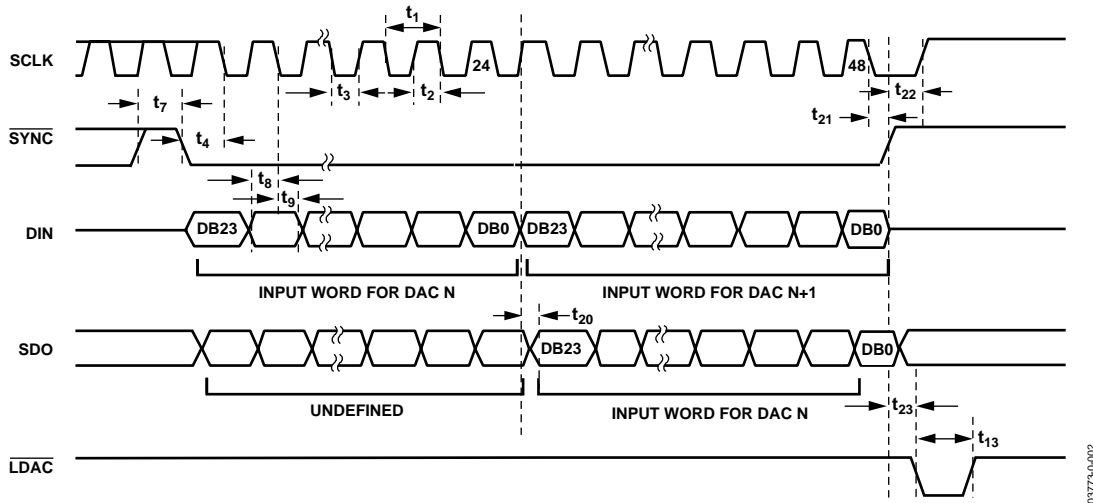 t1
SCLK
24
48
t3
t2
t22
t7
t21
SYNC
t4
t8
t9
DIN
DB23
DB0
DB23
DB0
INPUT WORD FOR DAC N
INPUT WORD FOR DAC N+1
t20
SDO
DB23
DB0
UNDEFINED
INPUT WORD FOR DAC N
t23
t13
LDAC
03773-0-002